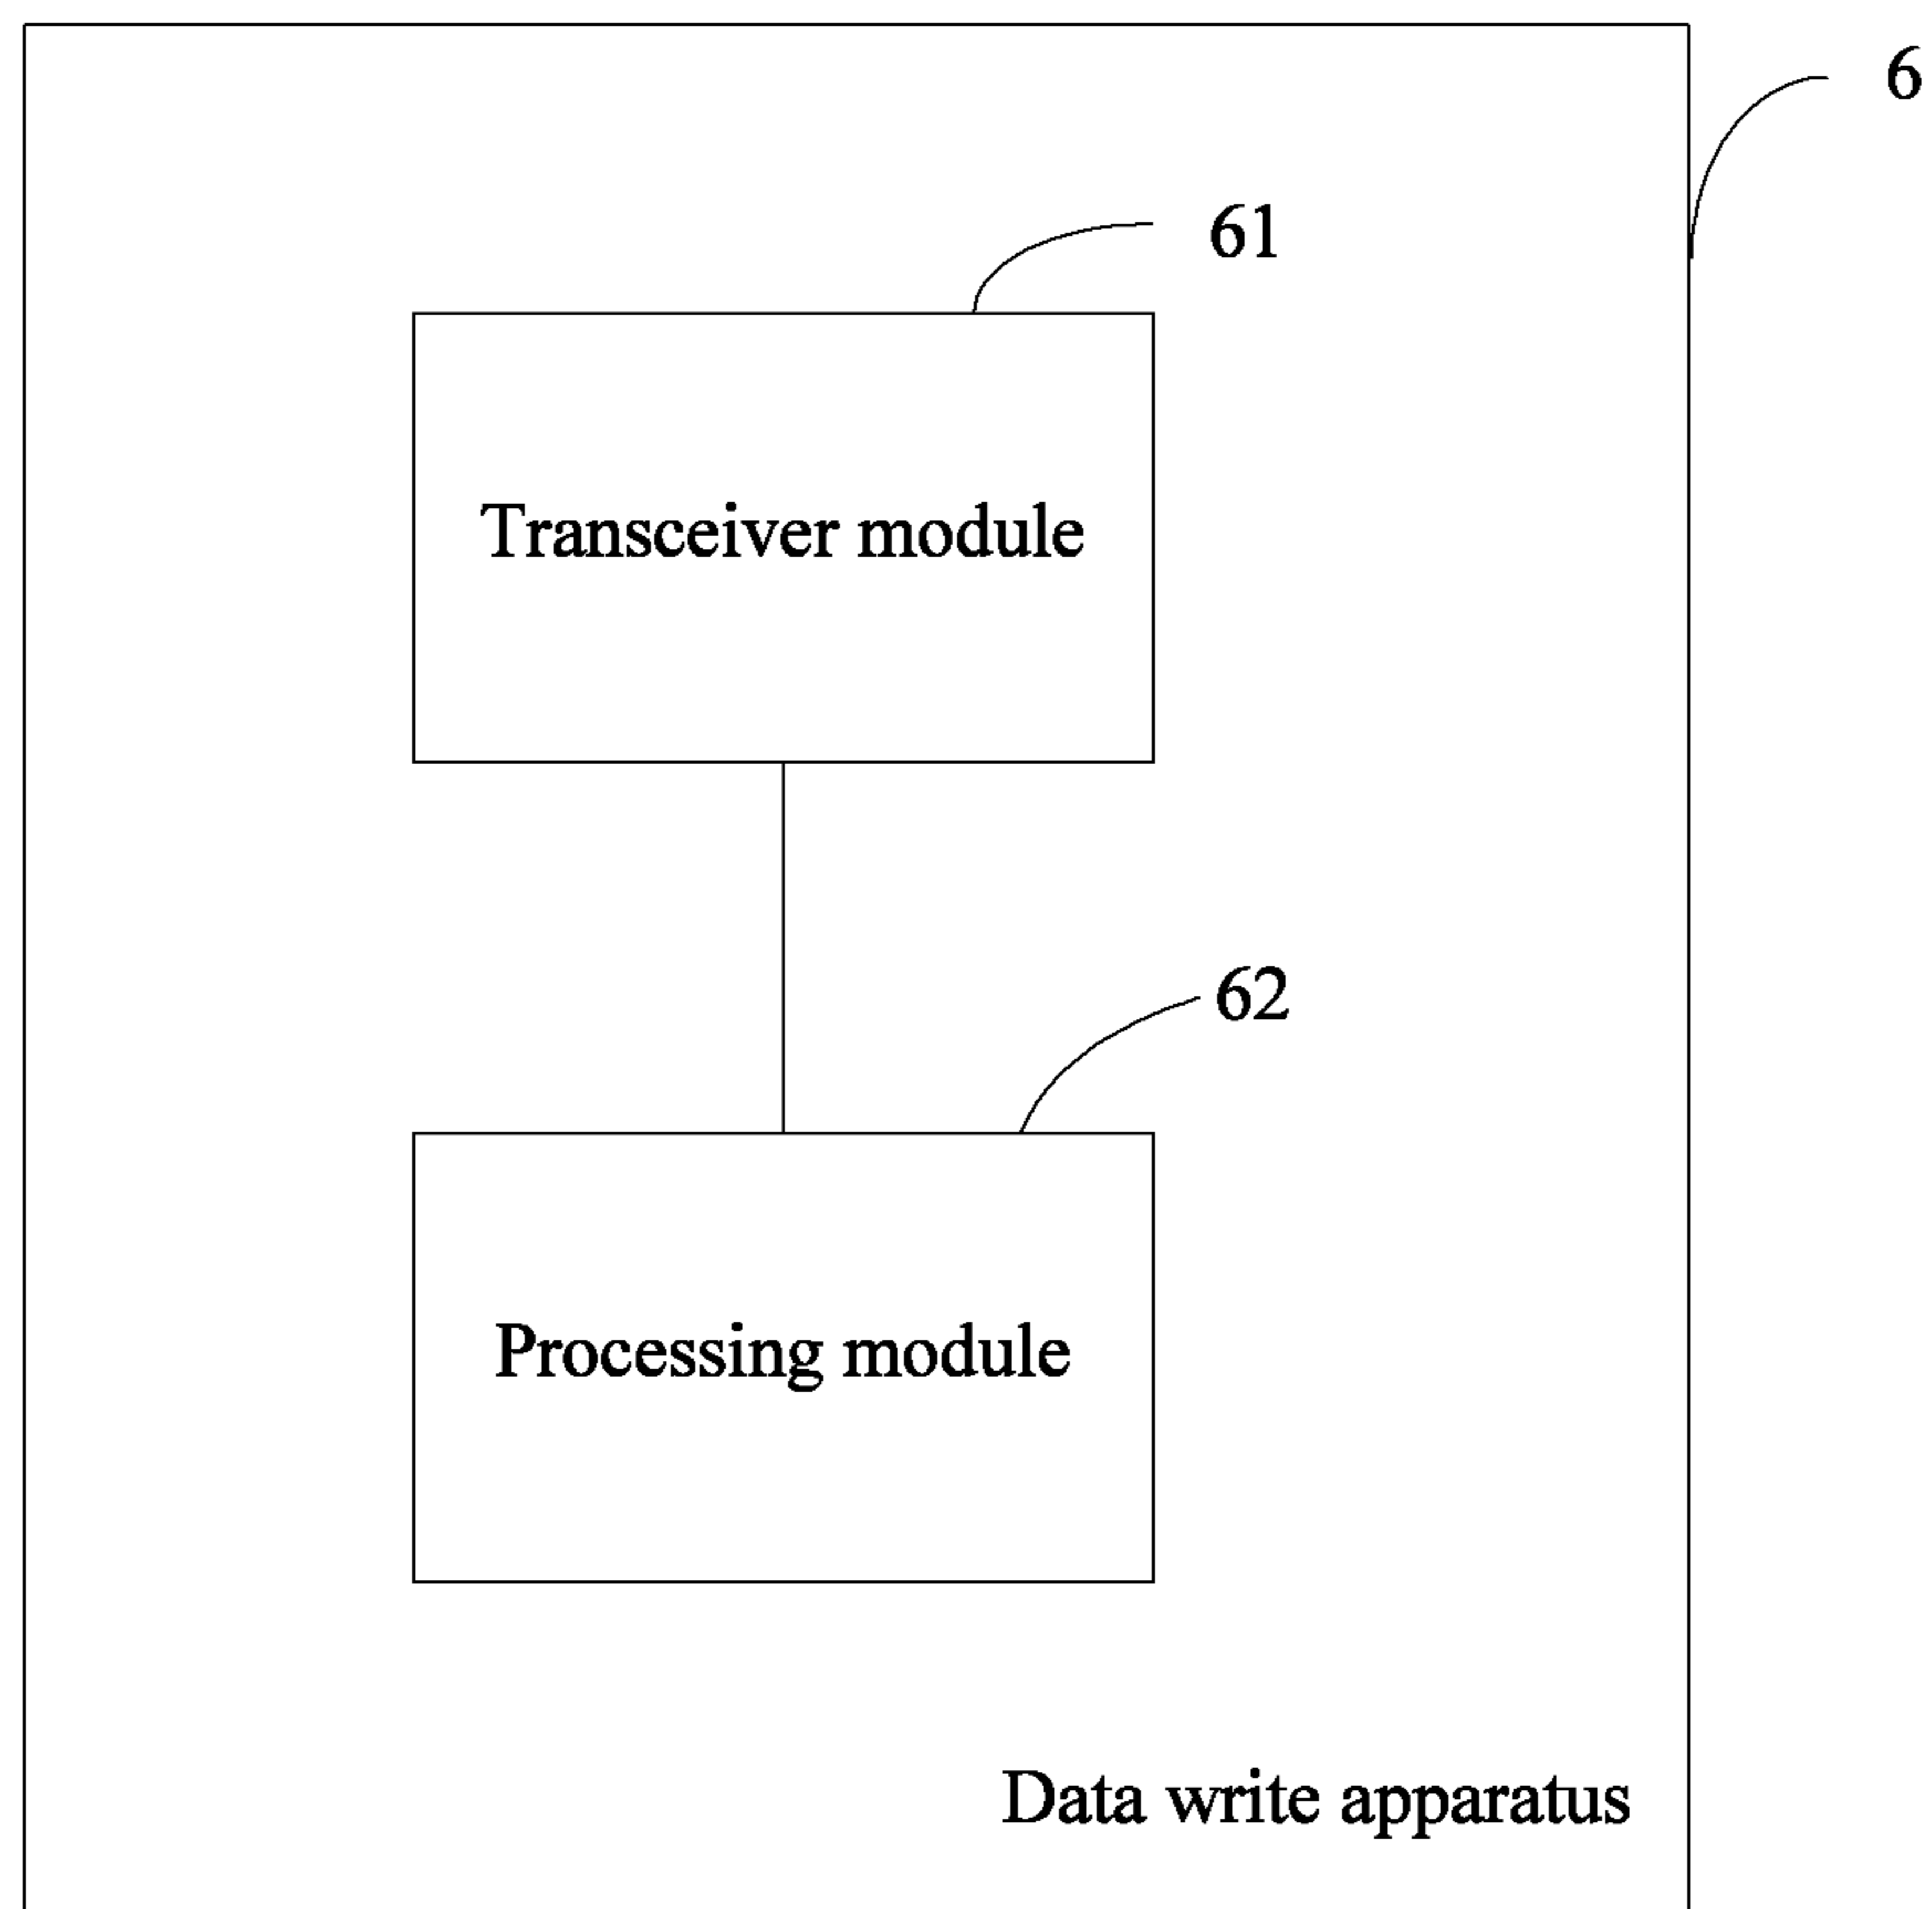 6
61
Transceiver module
62
Processing module
Data write apparatus